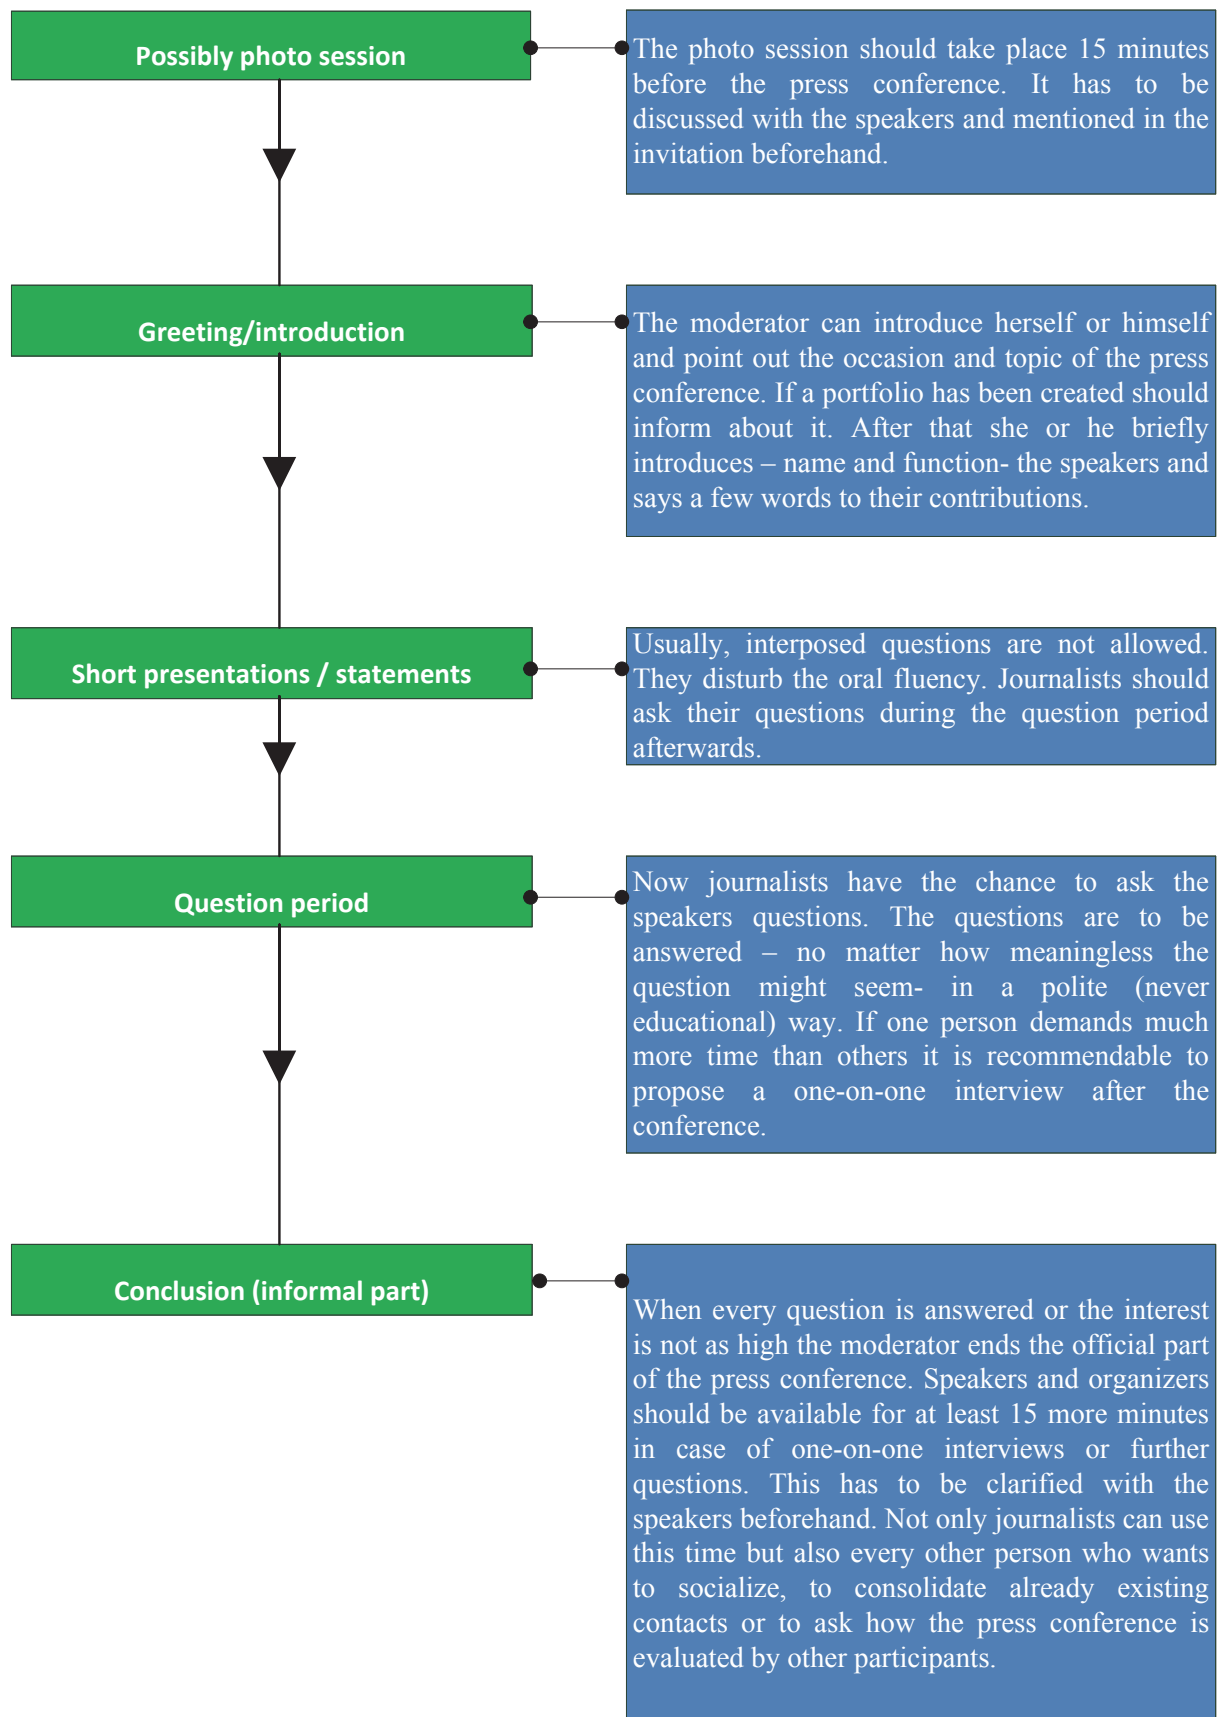 Possibly photo session
The photo session should take place 15 minutes
before the press conference. It has to be
discussed with the speakers and mentioned in the
invitation beforehand.
Greeting/introduction
The moderator can introduce herself or himself
and point out the occasion and topic of the press
conference. If a portfolio has been created should
inform about it. After that she or he briefly
introduces – name and function- the speakers and
says a few words to their contributions.
Short presentations / statements
Usually, interposed questions are not allowed.
They disturb the oral fluency. Journalists should
ask their questions during the question period
afterwards.
Question period
Now journalists have the chance to ask the
speakers questions. The questions are to be
answered – no matter how meaningless the
question might seem- in a polite (never
educational) way. If one person demands much
more time than others it is recommendable to
propose a one-on-one interview after the
conference.
Conclusion (informal part)
When every question is answered or the interest
is not as high the moderator ends the official part
of the press conference. Speakers and organizers
should be available for at least 15 more minutes
in case of one-on-one interviews or further
questions. This has to be clarified with the
speakers beforehand. Not only journalists can use
this time but also every other person who wants
to socialize, to consolidate already existing
contacts or to ask how the press conference is
evaluated by other participants.